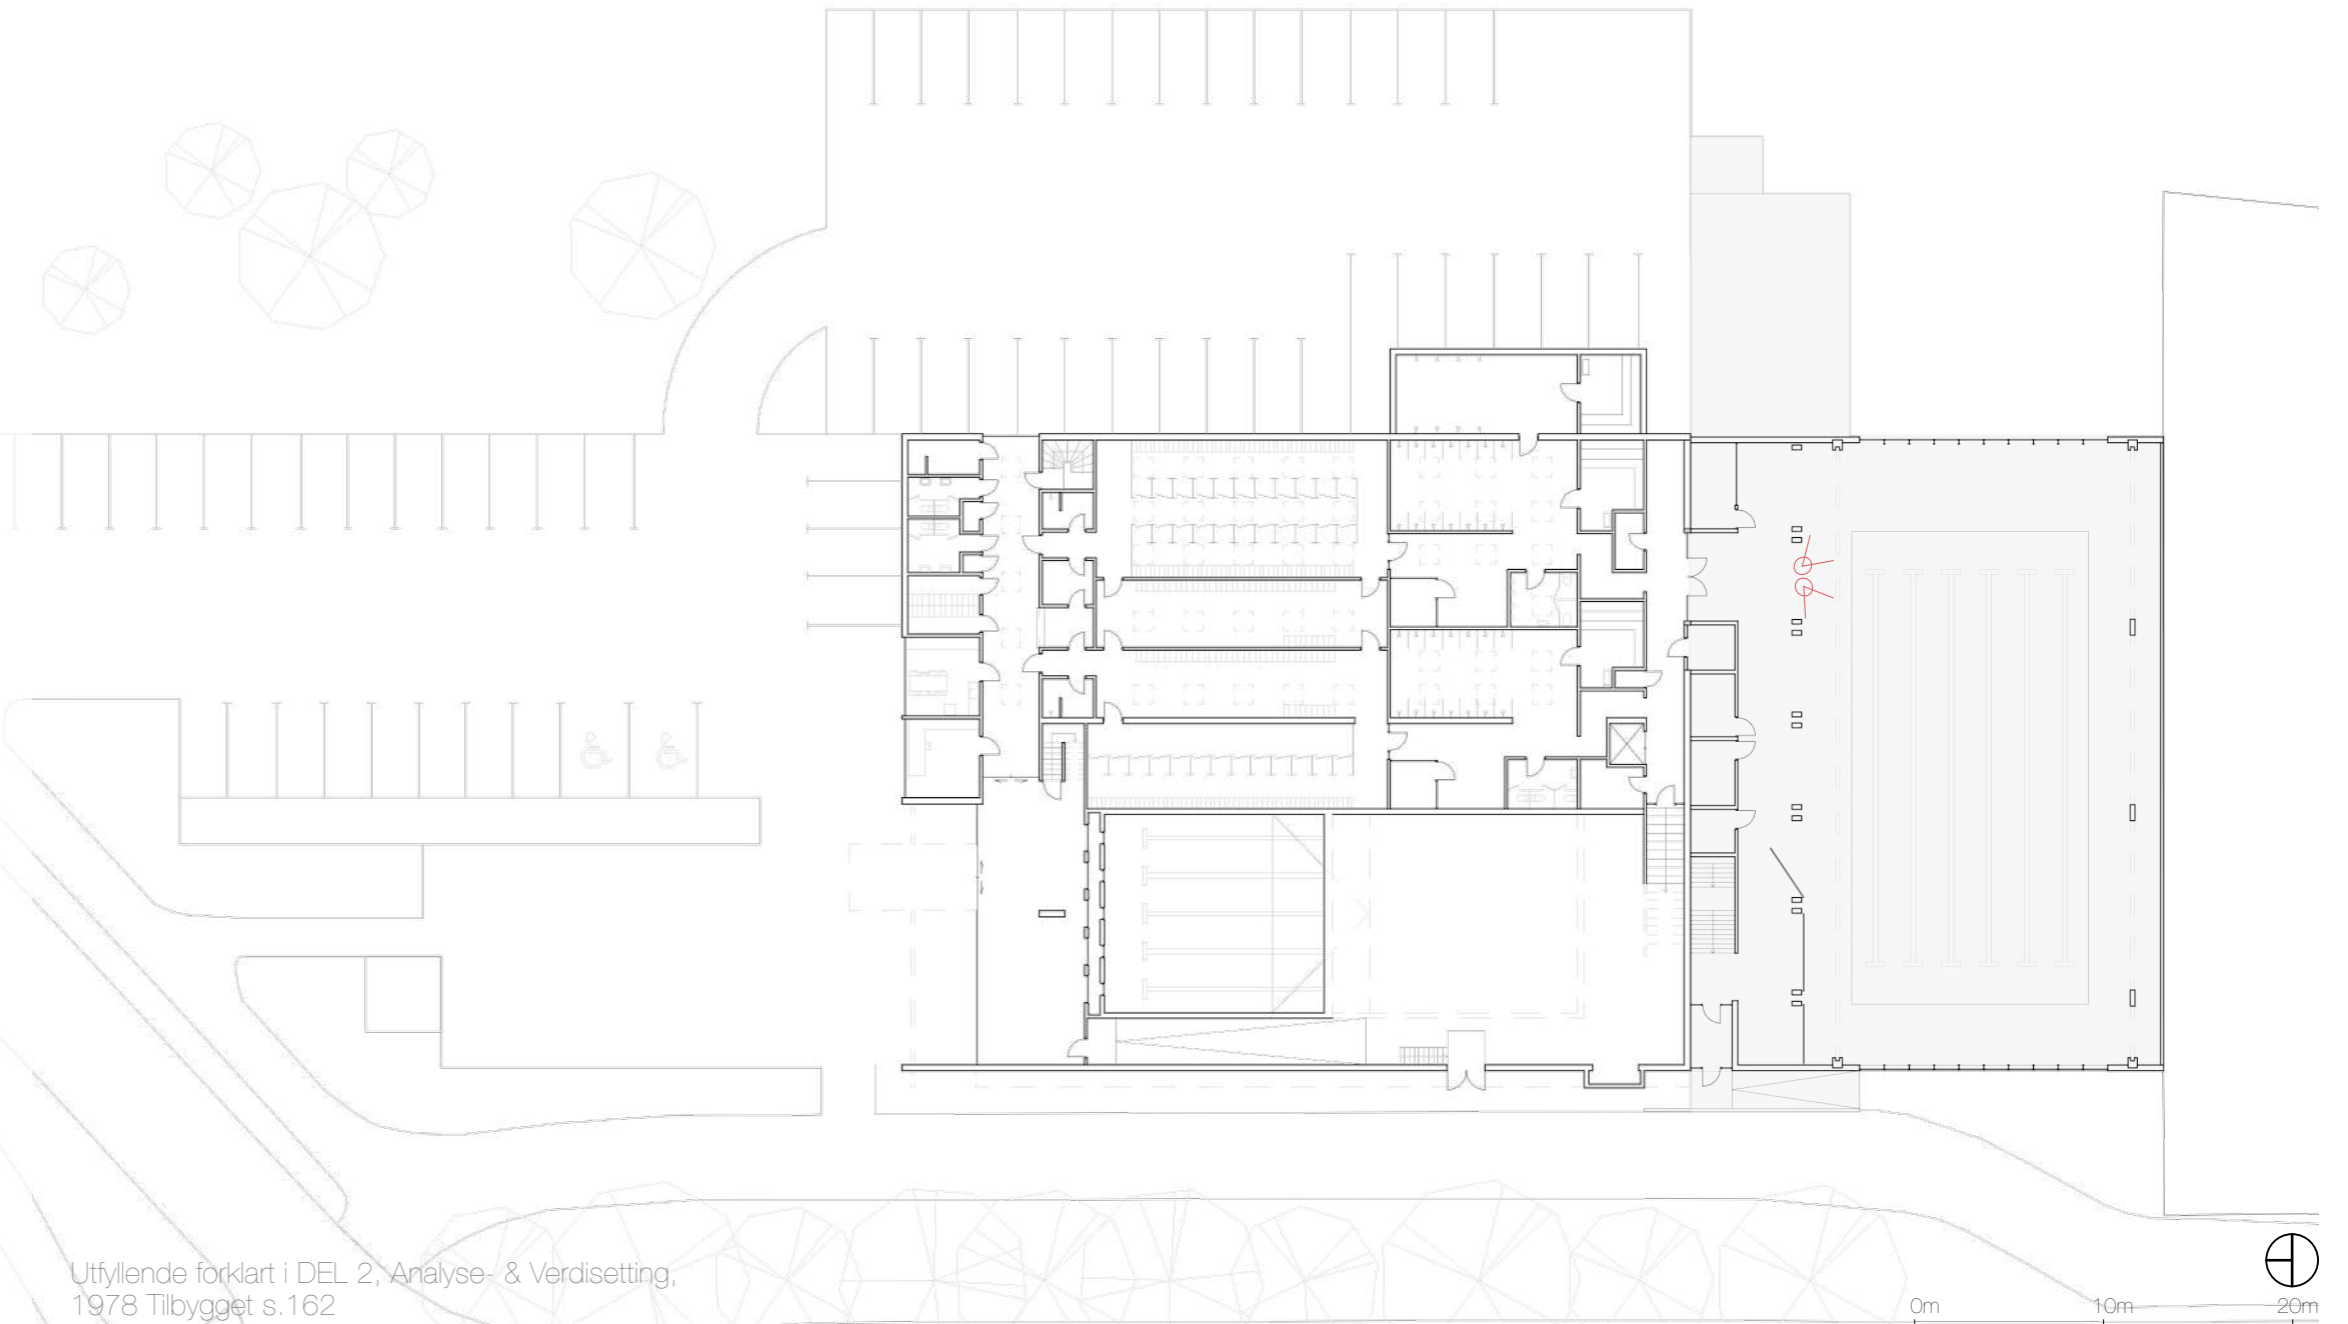 Utfyllende forklart i DEL 2, Analyse- & Verdisetting,
1978 Tilbygget s.162
0m 10m 20m